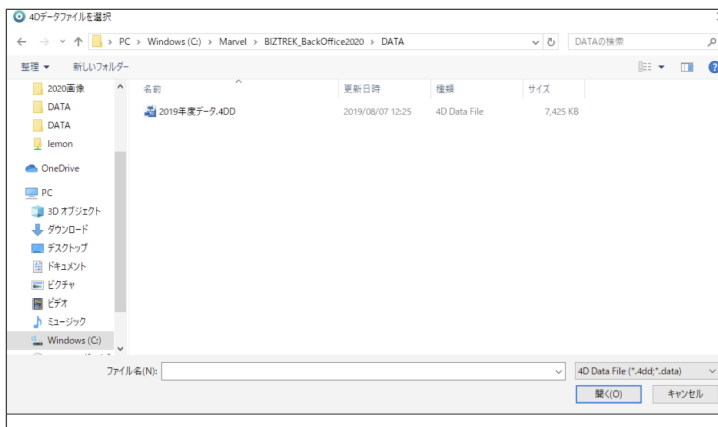 4Dデータファイルを選択
PC > Windows (C:) > Marvel > BIZTREK_BackOffice2020 > DATA
DATAの検索
整理 新しいフォルダー
名前 更新日時 種類 サイズ
2019年度データ.4DD 2019/08/07 12:25 4D Data File 7,425 KB
2020画像
DATA
DATA
lemon
OneDrive
PC
3D オブジェクト
ダウンロード
デスクトップ
ドキュメント
ピクチャ
ビデオ
ミュージック
Windows (C:)
ファイル名(N):
4D Data File (*.4dd;*.data)
開く(O) キャンセル